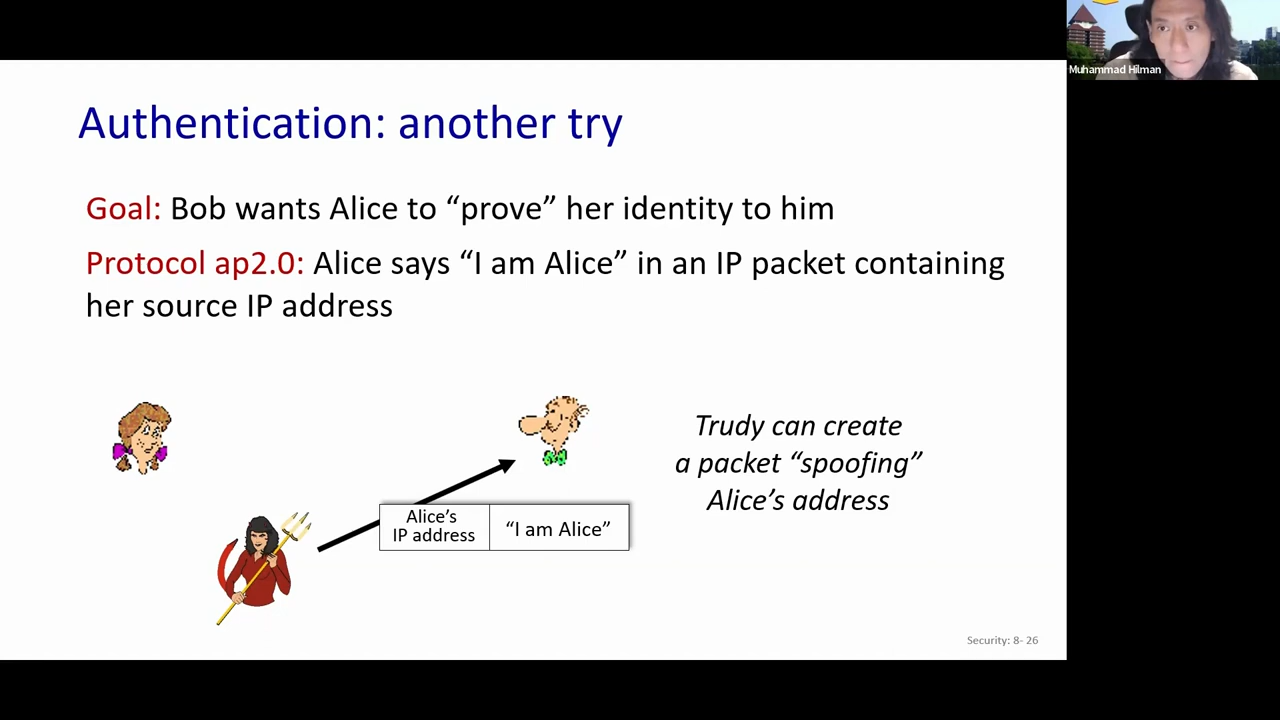 Muhammad Hilman
Authentication: another try
Goal: Bob wants Alice to “prove” her identity to him
Protocol ap2.0: Alice says “I am Alice” in an IP packet containing
her source IP address
Trudy can create
a packet “spoofing”
Alice’s address
Alice’s
IP address
“I am Alice”
Security: 8- 26